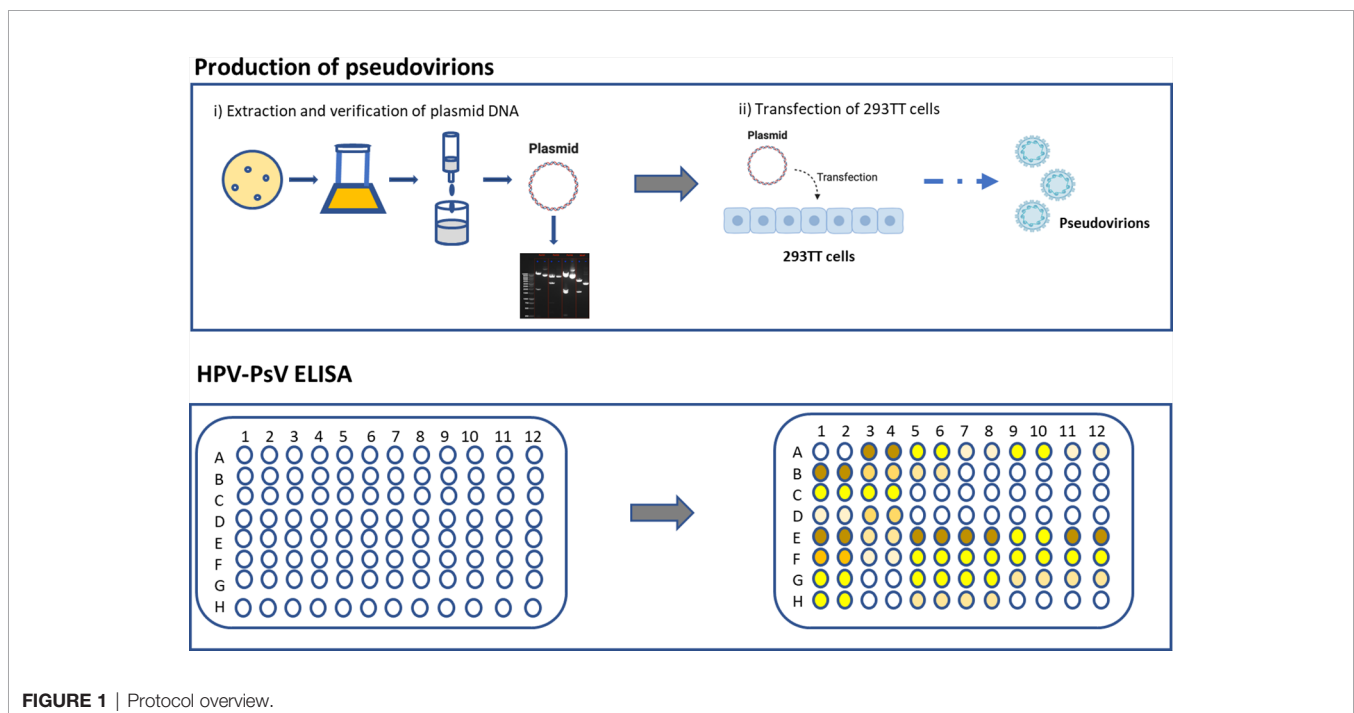 Production of pseudovirions
i) Extraction and verification of plasmid DNA
Plasmid
ii) Transfection of 293TT cells
Plasmid
Transfection
293TT cells
Pseudovirions
HPV-PsV ELISA
1 2 3 4 5 6 7 8 9 10 11 12
A
B
C
D
E
F
G
H
1 2 3 4 5 6 7 8 9 10 11 12
A
B
C
D
E
F
G
H
FIGURE 1 | Protocol overview.